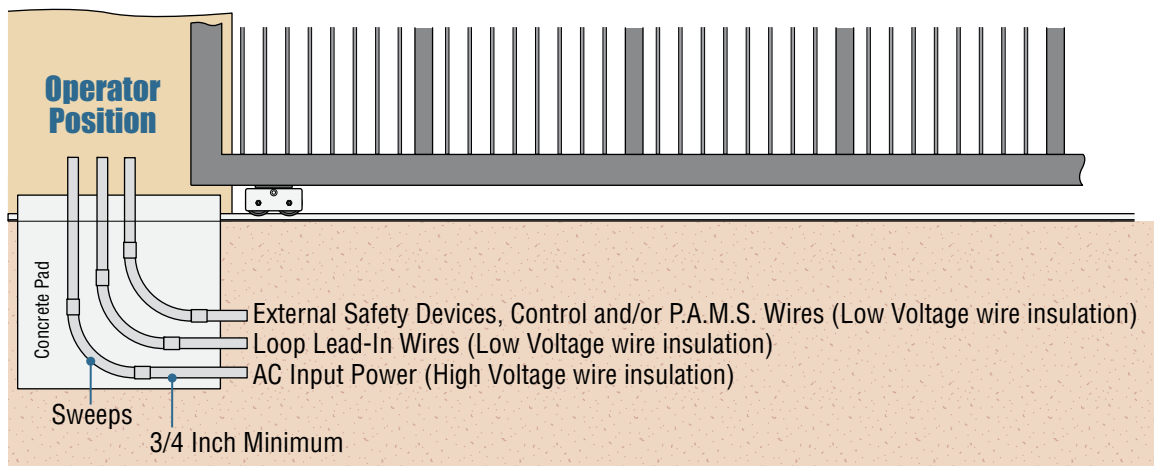 Operator
Position
Concrete Pad
External Safety Devices, Control and/or P.A.M.S. Wires (Low Voltage wire insulation)
Loop Lead-In Wires (Low Voltage wire insulation)
AC Input Power (High Voltage wire insulation)
Sweeps
3/4 Inch Minimum